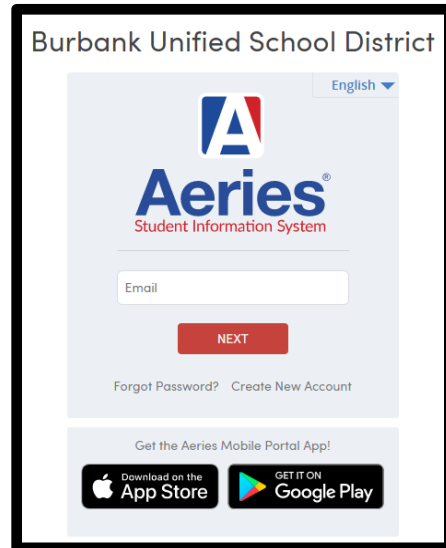 Burbank Unified School District
English
A
Aeries®
Student Information System
Email
NEXT
Forgot Password? Create New Account
Get the Aeries Mobile Portal App!
Download on the
App Store
GET IT ON
Google Play